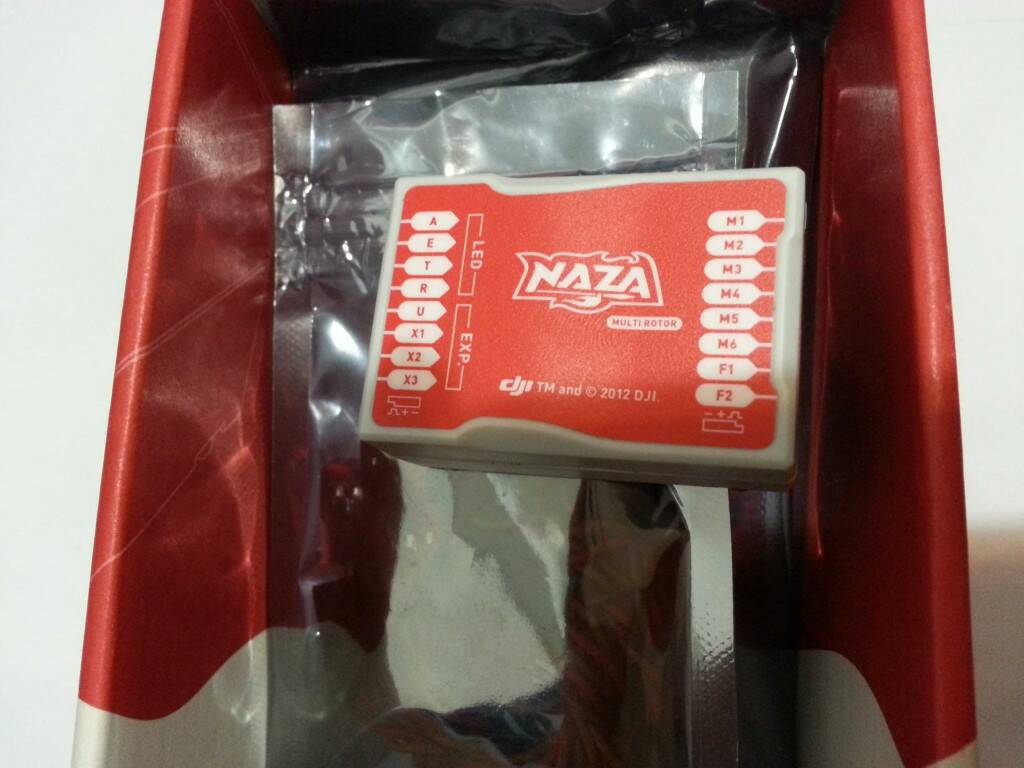 A
E
T
R
U
X1
X2
X3
LED
EXP.
NAZA
MULTI ROTOR
dji TM and © 2012 DJI.
M1
M2
M3
M4
M5
M6
F1
F2